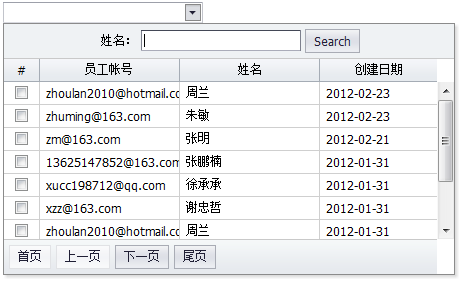 姓名： Search
# 员工帐号 姓名 创建日期
zhoulan2010@hotmail.co 周兰 2012-02-23
zhuming@163.com 朱敏 2012-02-23
zm@163.com 张明 2012-02-21
13625147852@163.com 张鹏楠 2012-01-31
xucc198712@qq.com 徐承承 2012-01-31
xzz@163.com 谢忠哲 2012-01-31
zhoulan2010@hotmail.co 周兰 2012-01-31
首页 上一页 下一页 尾页